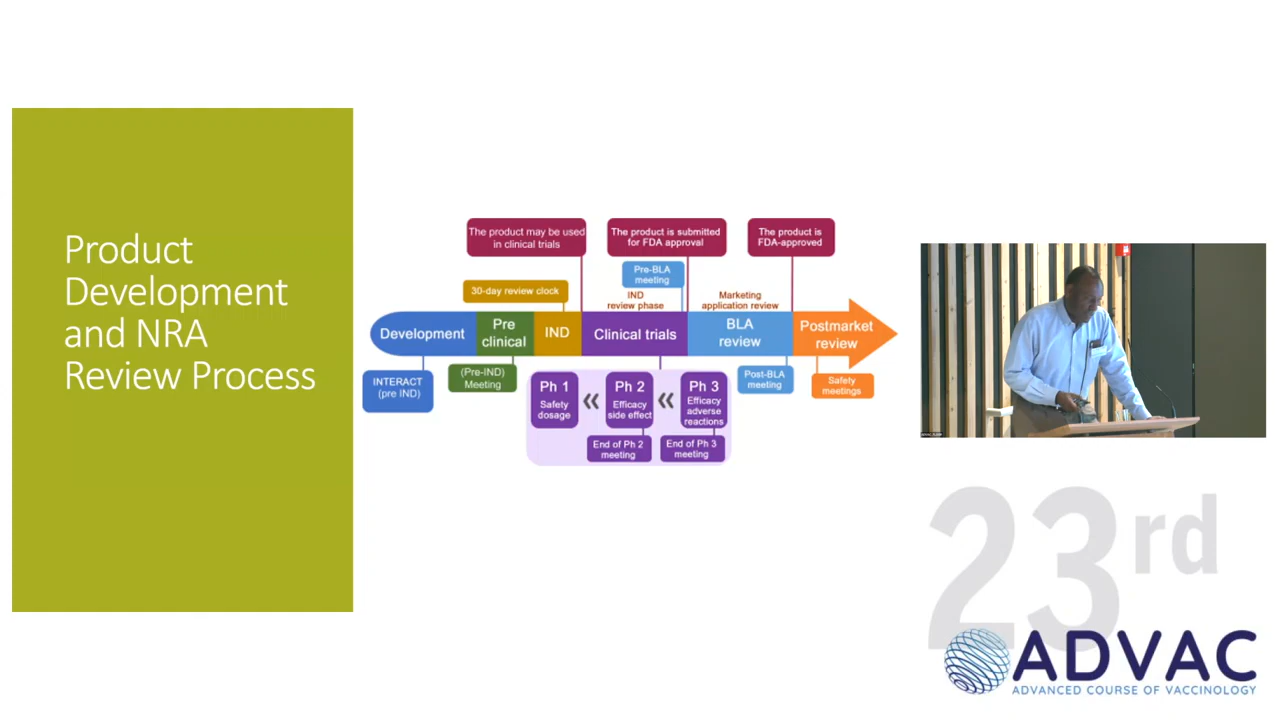 Product
Development
and NRA
Review Process
The product may be used
in clinical trials
The product is submitted
for FDA approval
The product is
FDA-approved
Pre-BLA
meeting
30-day review clock
IND
review phase
Marketing
application review
Development
Pre
clinical
IND
Clinical trials
BLA
review
Postmarket
review
INTERACT
(pre IND)
(Pre-IND)
Meeting
Ph 1
Safety
dosage
«
Ph 2
Efficacy
side effect
«
Ph 3
Efficacy
adverse
reactions
End of Ph 2
meeting
End of Ph 3
meeting
Post-BLA
meeting
Safety
meetings
23rd
ADVAC
ADVANCED COURSE OF VACCINOLOGY